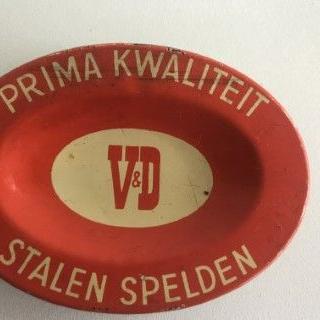 PRIMA KWALITEIT
V&D
STALEN SPELDEN